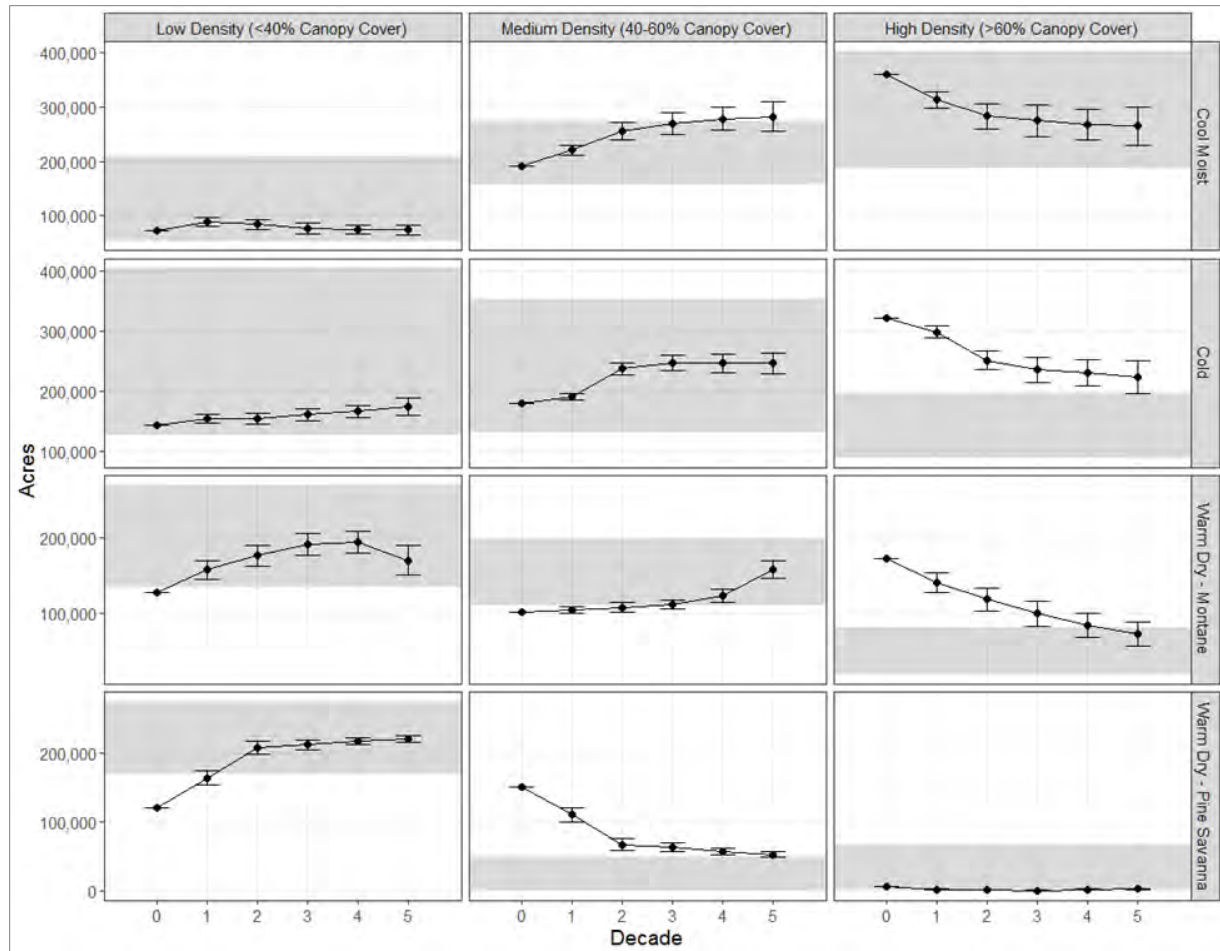 Low Density (<40% Canopy Cover)
Medium Density (40-60% Canopy Cover)
High Density (>60% Canopy Cover)
400,000
300,000
200,000
100,000
Cool Moist
400,000
300,000
200,000
100,000
Cold
200,000
100,000
Warm Dry - Montane
200,000
100,000
0
Warm Dry - Pine Savanna
Acres
0 1 2 3 4 5
0 1 2 3 4 5
0 1 2 3 4 5
Decade